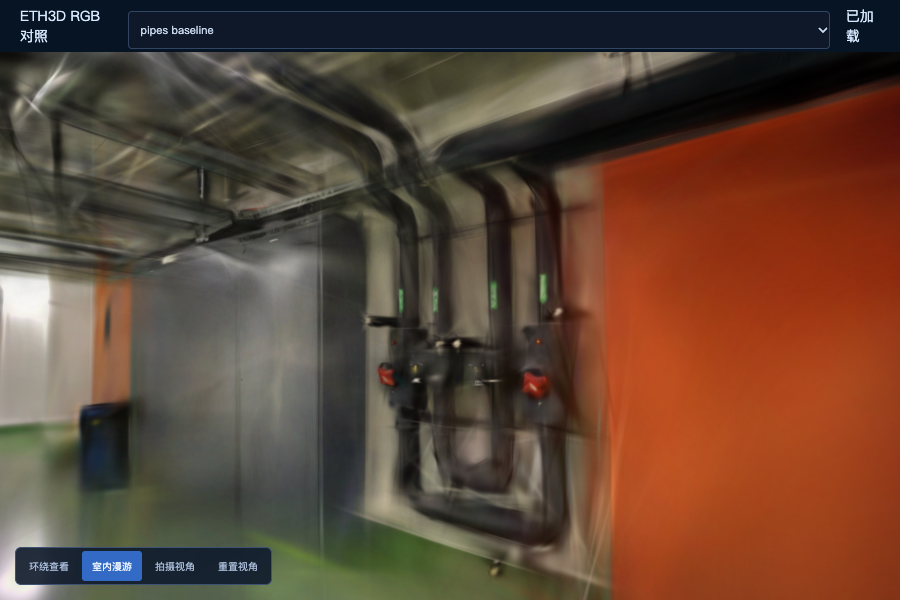 ETH3D RGB
对照
pipes baseline
已加
载
环绕查看
室内漫游
拍摄视角
重置视角